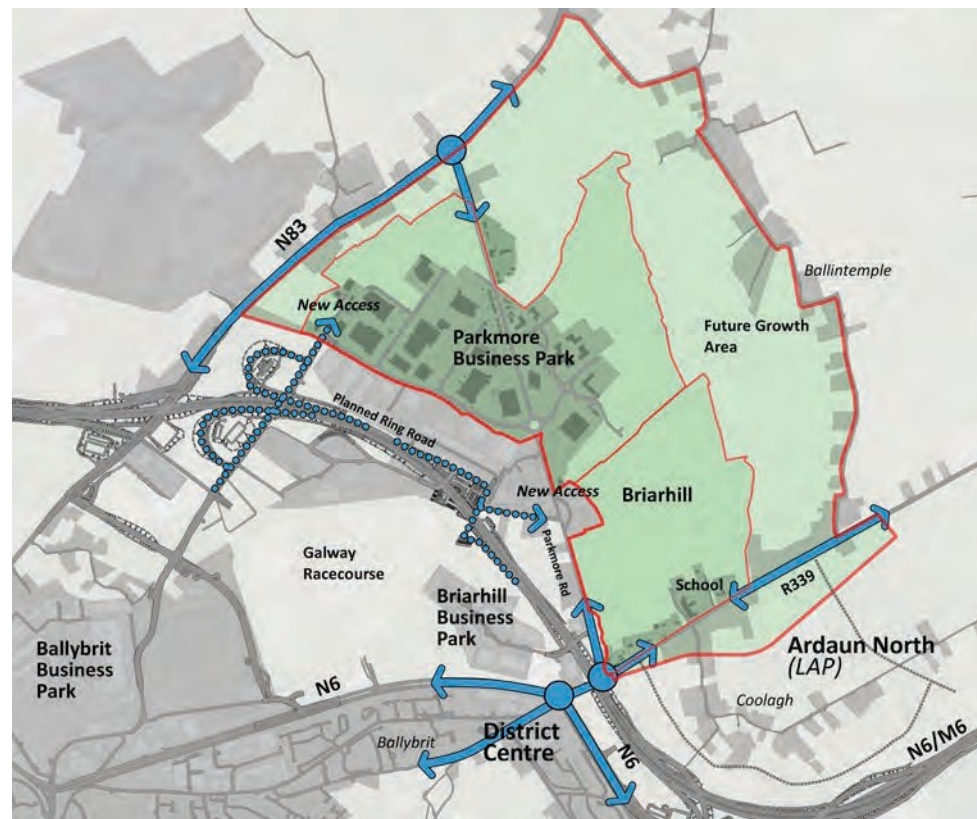 N83
New Access
Parkmore
Business Park
Ballintemple
Future Growth
Area
Planned Ring Road
New Access
Briarhill
Parkmore Rd
Galway
Racecourse
School
R339
Briarhill
Business
Park
Ballybrit
Business
Park
Ardaun North
(LAP)
N6
Coolagh
District
Centre
Ballybrit
N6
N6/M6